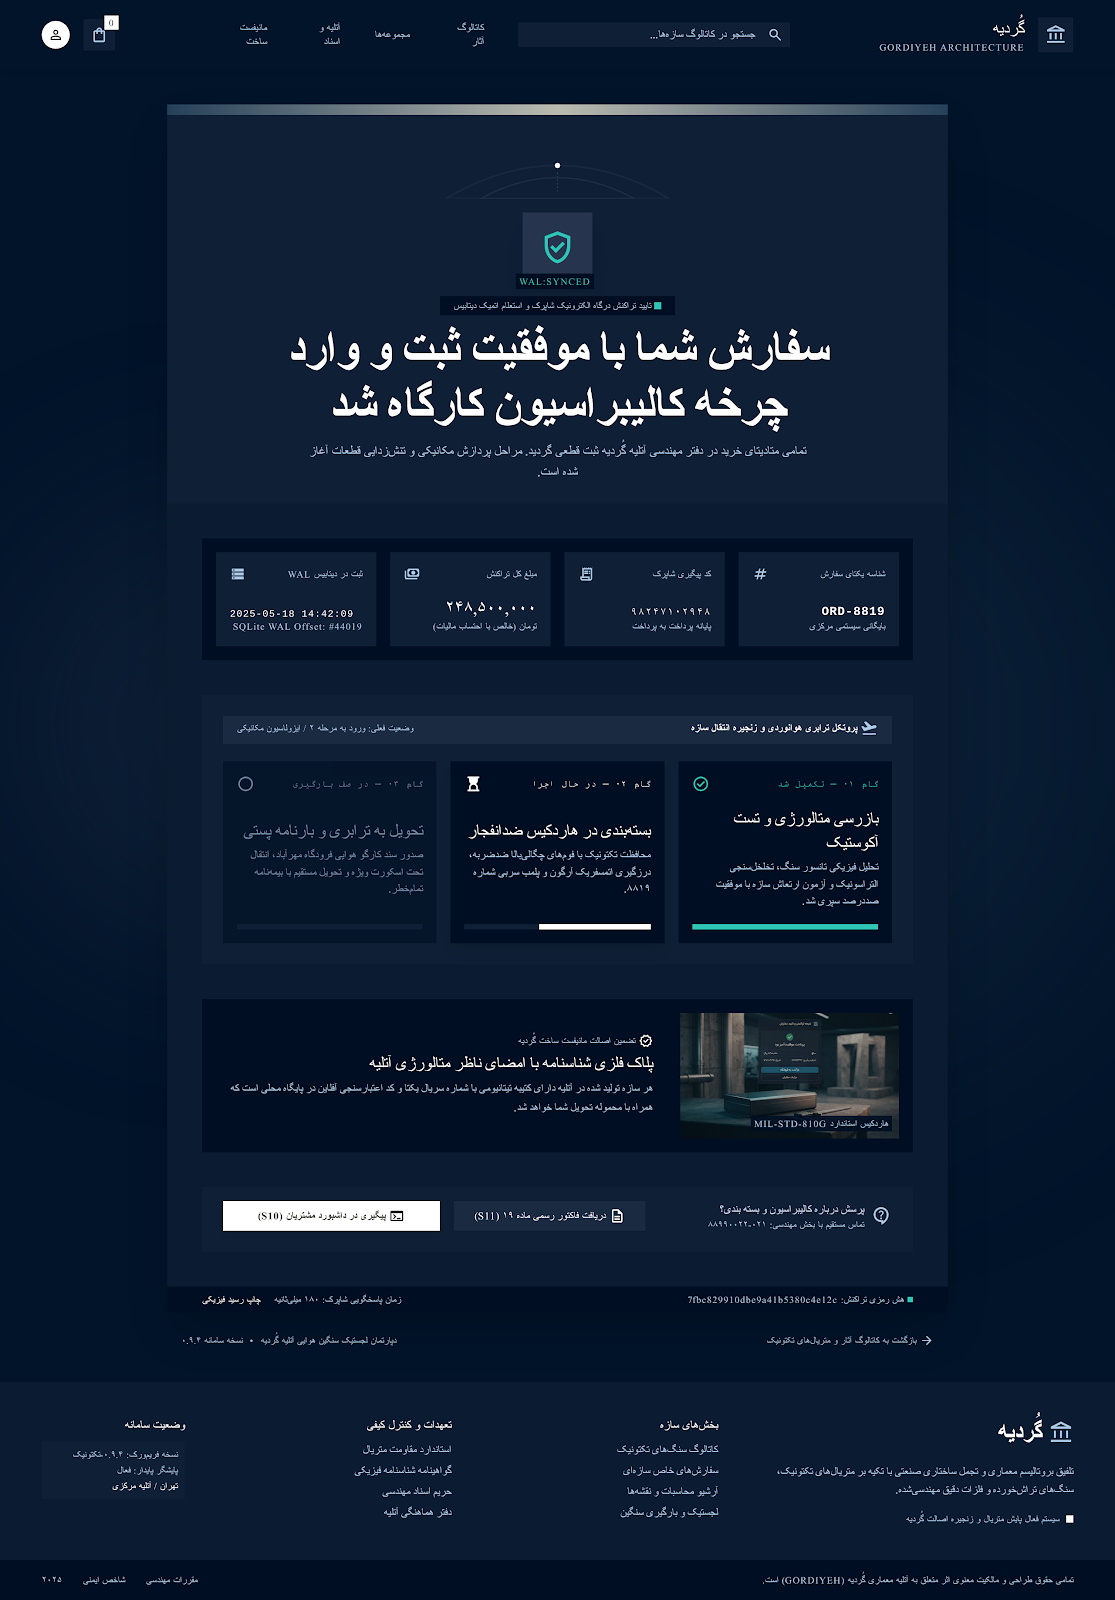 گُردیه
GORDIYEH ARCHITECTURE
جستجو در کاتالوگ سازه‌ها...
کاتالوگ
آثار
مجموعه‌ها
آتلیه و
اسناد
مانیفست
ساخت
0
WAL:SYNCED
تایید تراکنش درگاه الکترونیک شاپرک و استعلام اتمیک دیتابیس
سفارش شما با موفقیت ثبت و وارد
چرخه کالیبراسیون کارگاه شد
تمامی متادیتای خرید در دفتر مهندسی آتلیه گُردیه ثبت قطعی گردید. مراحل پردازش مکانیکی و تنش‌زدایی قطعات آغاز
شده است.
شناسه یکتای سفارش
ORD-8819
بایگانی سیستمی مرکزی
کد پیگیری شاپرک
۹۸۲۴۷۱۰۲۹۴۸
پایانه پرداخت به پرداخت
مبلغ کل تراکنش
۲۴۸,۵۰۰,۰۰۰
تومان (خالص با احتساب مالیات)
ثبت در دیتابیس WAL
2025-05-18 14:42:09
SQLite WAL Offset: #44019
پروتکل ترابری هوانوردی و زنجیره انتقال سازه
وضعیت فعلی: ورود به مرحله ۲ / ایزولاسیون مکانیکی
گام ۰۱ — تکمیل شد
بازرسی متالورژی و تست
آکوستیک
تحلیل فیزیکی تانسور سنگ، تخلخل‌سنجی
التراسونیک و آزمون ارتعاش سازه با موفقیت
صددرصد سپری شد.
گام ۰۲ — در حال اجرا
بسته‌بندی در هاردکیس ضدانفجار
محافظت تکتونیک با فوم‌های چگالی‌بالا ضدضربه،
درزگیری اتمسفریک آرگون و پلمپ سربی شماره
۸۸۱۹.
گام ۰۳ — در صف بارگیری
تحویل به ترابری و بارنامه پستی
صدور سند کارگو هوایی فرودگاه مهرآباد، انتقال
تحت اسکورت ویژه و تحویل مستقیم با بیمه‌نامه
تمام‌خطر.
هاردکیس استاندارد MIL-STD-810G
تضمین اصالت مانیفست ساخت گُردیه
پلاک فلزی شناسنامه با امضای ناظر متالورژی آتلیه
هر سازه تولید شده در آتلیه دارای کتیبه تیتانیومی با شماره سریال یکتا و کد اعتبارسنجی آفلاین در پایگاه محلی است که
همراه با محموله تحویل شما خواهد شد.
پرسش درباره کالیبراسیون و بسته بندی؟
تماس مستقیم با بخش مهندسی: ۰۲۱-۸۸۹۹۰۰۲۲
دریافت فاکتور رسمی ماده ۱۹ (S11)
پیگیری در داشبورد مشتریان (S10)
هش رمزی تراکنش: 7fbc829910dbe9a41b5380c4e12c
زمان پاسخگویی شاپرک: ۱۸۰ میلی‌ثانیه
چاپ رسید فیزیکی
بازگشت به کاتالوگ آثار و متریال‌های تکتونیک
دپارتمان لجستیک سنگین هوایی آتلیه گُردیه • نسخه سامانه ۰.۹.۴
گُردیه
تلفیق بروتالیسم معماری و تجمل ساختاری صنعتی با تکیه بر متریال‌های تکتونیک،
سنگ‌های تراش‌خورده و فلزات دقیق مهندسی‌شده.
سیستم فعال پایش متریال و زنجیره اصالت گُردیه
بخش‌های سازه
کاتالوگ سنگ‌های تکتونیک
سفارش‌های خاص سازه‌ای
آرشیو محاسبات و نقشه‌ها
لجستیک و بارگیری سنگین
تعهدات و کنترل کیفی
استاندارد مقاومت متریال
گواهینامه شناسنامه فیزیکی
حریم اسناد مهندسی
دفتر هماهنگی آتلیه
وضعیت سامانه
نسخه فریمورک: ۰.۹.۴-تکتونیک
پایشگر پایدار: فعال
تهران / آتلیه مرکزی
تمامی حقوق طراحی و مالکیت معنوی اثر متعلق به آتلیه معماری گُردیه (GORDIYEH) است.
مقررات مهندسی
شاخص ایمنی
۲۰۲۵